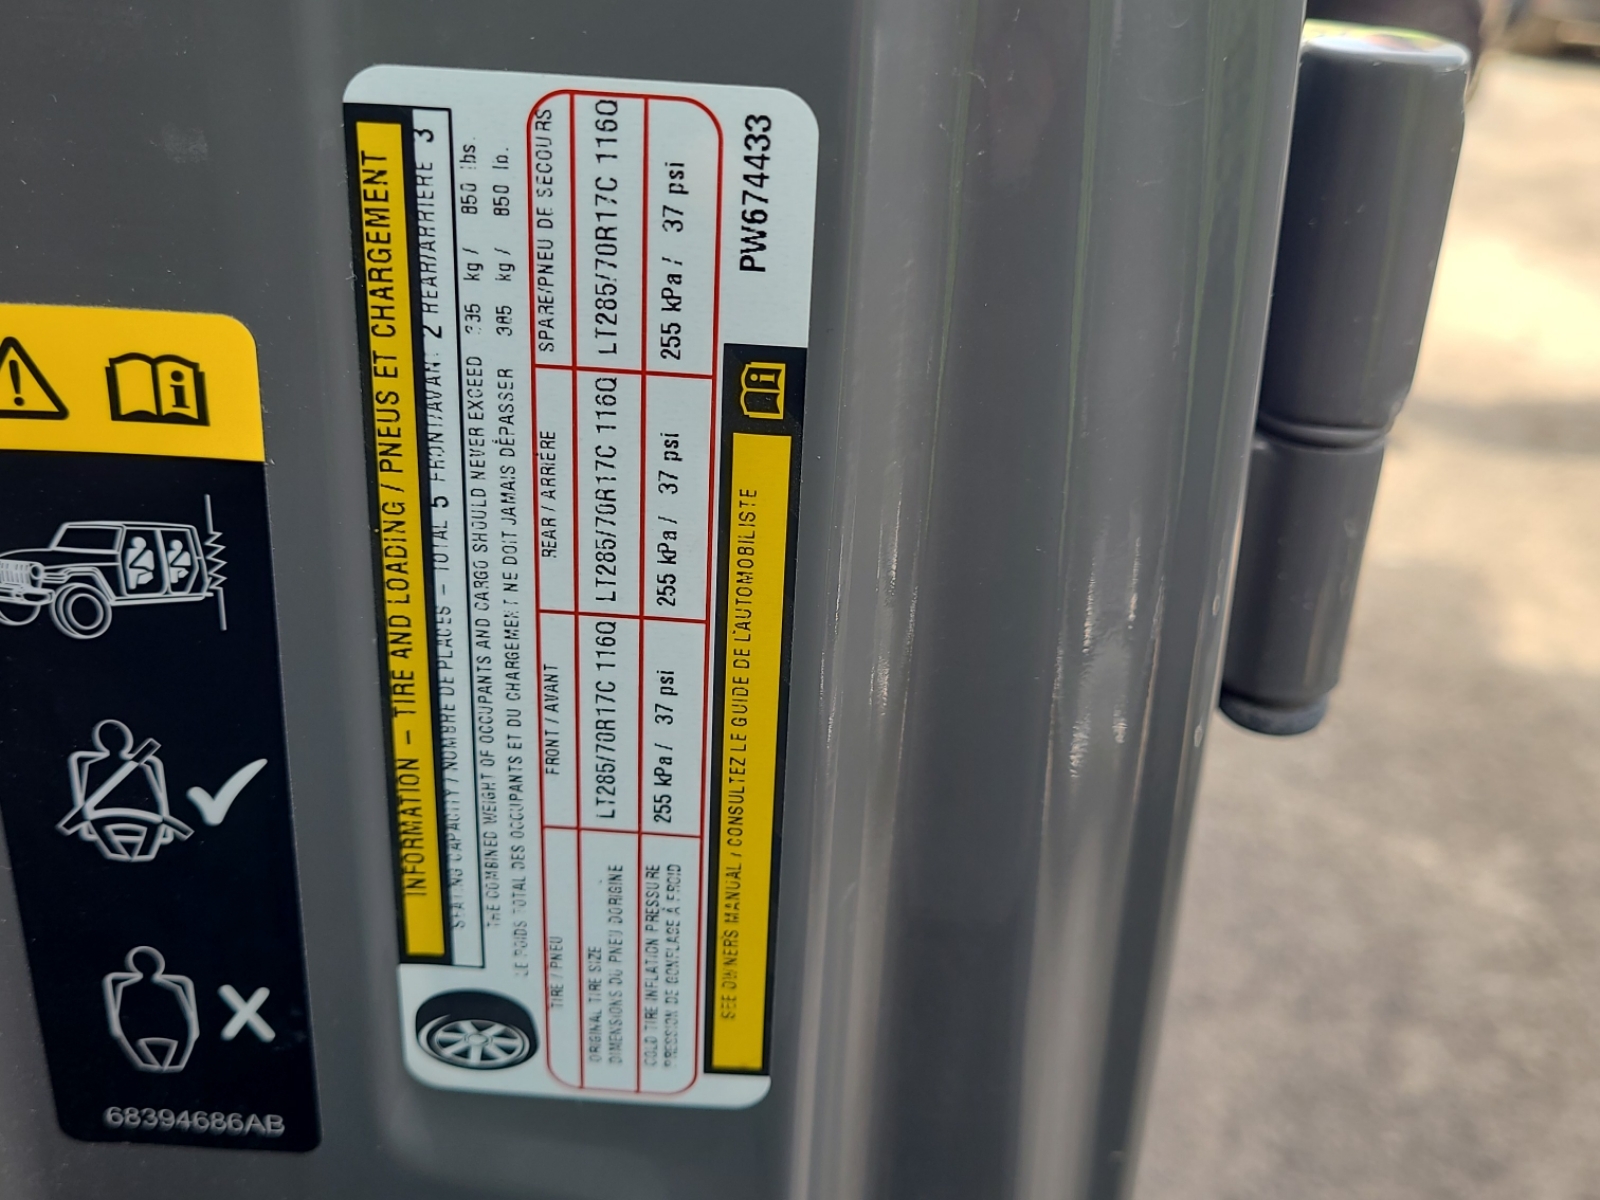 INFORMATION – TIRE AND LOADING / PNEUS ET CHARGEMENT
SEATING CAPACITY / NOMBRE DE PLACES – TOTAL 5 FRONT/AVANT 2 REAR/ARRIÈRE 3
THE COMBINED WEIGHT OF OCCUPANTS AND CARGO SHOULD NEVER EXCEED kg / 850 lbs.
LE POIDS TOTAL DES OCCUPANTS ET DU CHARGEMENT NE DOIT JAMAIS DÉPASSER 385 kg / 850 lb.
TIRE / PNEU FRONT / AVANT REAR / ARRIÈRE SPARE/PNEU DE SECOURS
ORIGINAL TIRE SIZE
DIMENSIONS DU PNEU DORIGINE
LT285/70R17C 116Q LT285/70R17C 116Q LT285/70R17C 116Q
COLD TIRE INFLATION PRESSURE
PRESSION DE GONFLAGE À FROID
255 kPa / 37 psi 255 kPa / 37 psi 255 kPa / 37 psi
SEE OWNERS MANUAL / CONSULTEZ LE GUIDE DE L'AUTOMOBILISTE
PW674433
68394686AB